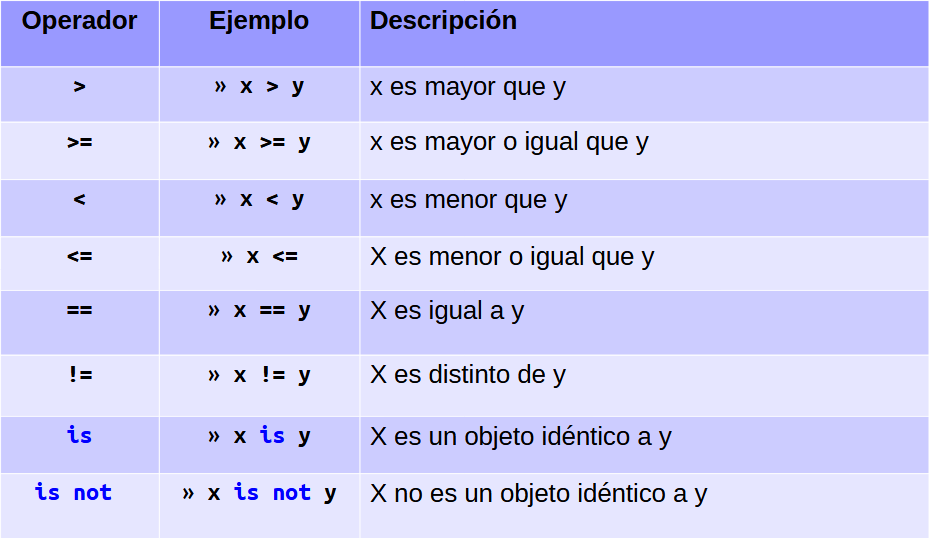 Operador Ejemplo Descripción
> » x > y x es mayor que y
>= » x >= y x es mayor o igual que y
< » x < y x es menor que y
<= » x <= X es menor o igual que y
== » x == y X es igual a y
!= » x != y X es distinto de y
is » x is y X es un objeto idéntico a y
is not » x is not y X no es un objeto idéntico a y